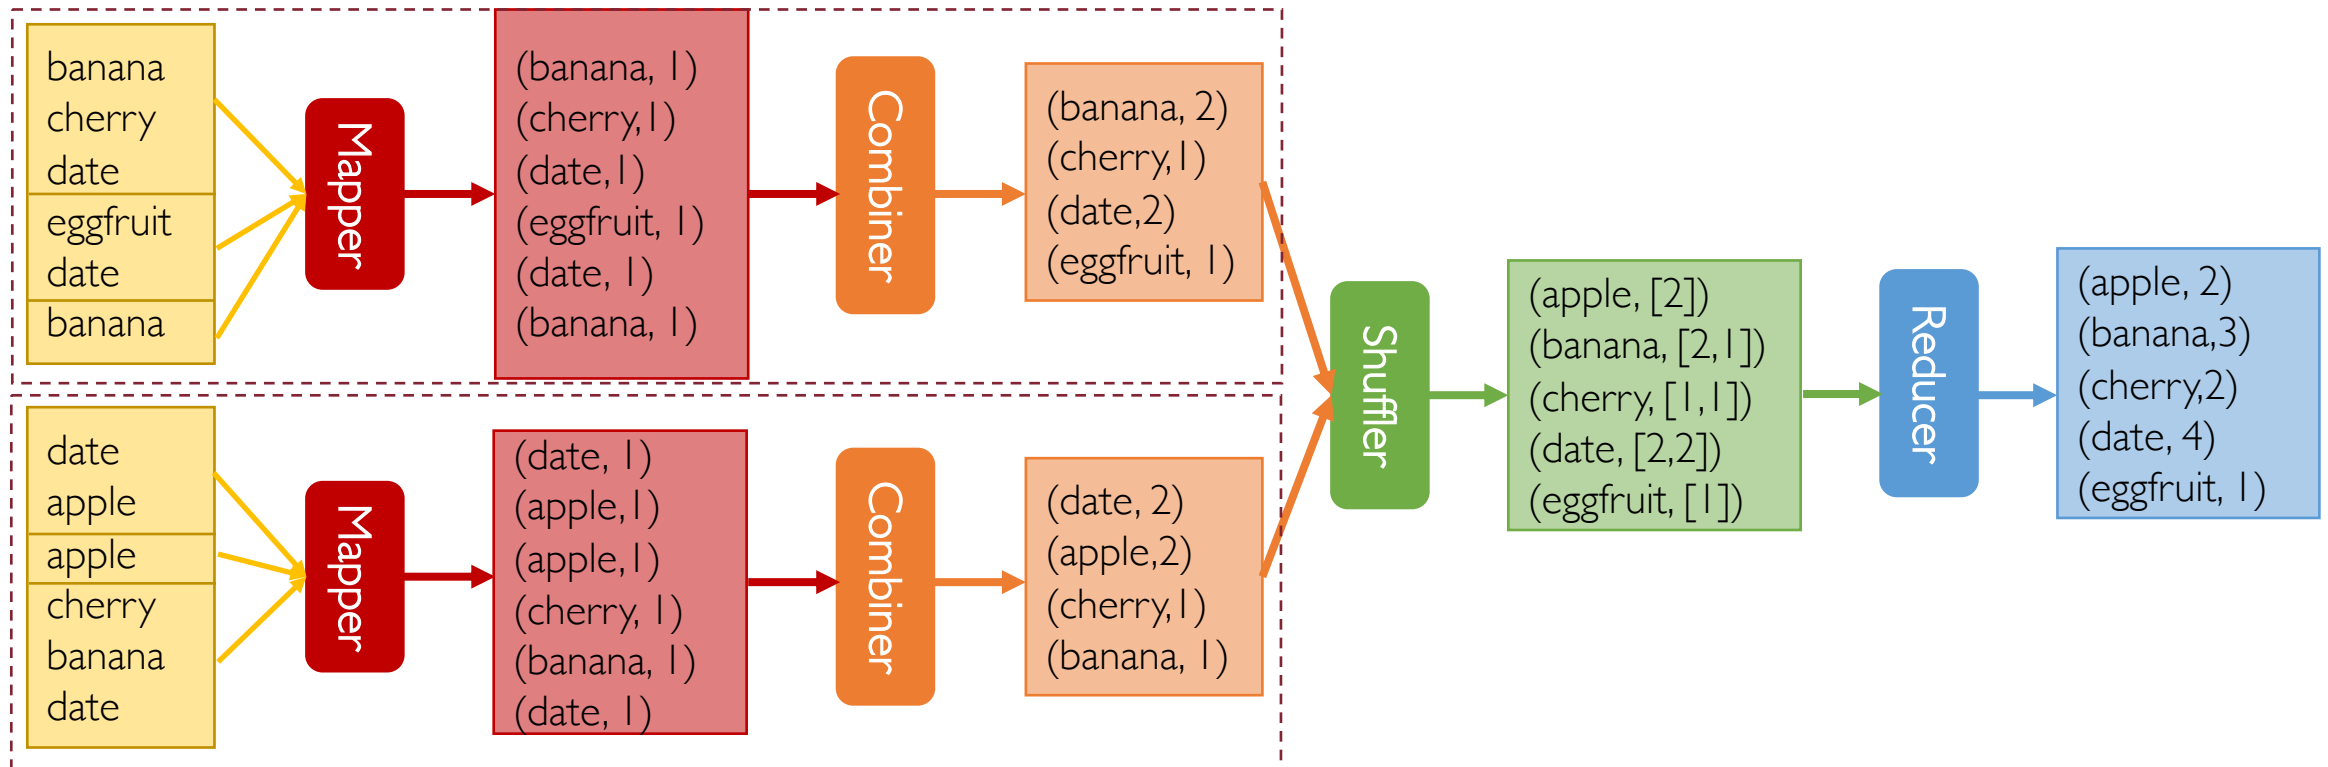 banana
cherry
date
eggfruit
date
banana
Mapper
(banana, 1)
(cherry,1)
(date,1)
(eggfruit, 1)
(date, 1)
(banana, 1)
Combiner
(banana, 2)
(cherry,1)
(date,2)
(eggfruit, 1)
date
apple
apple
cherry
banana
date
Mapper
(date, 1)
(apple,1)
(apple,1)
(cherry, 1)
(banana, 1)
(date, 1)
Combiner
(date, 2)
(apple,2)
(cherry,1)
(banana, 1)
Shuffler
(apple, [2])
(banana, [2,1])
(cherry, [1,1])
(date, [2,2])
(eggfruit, [1])
Reducer
(apple, 2)
(banana,3)
(cherry,2)
(date, 4)
(eggfruit, 1)